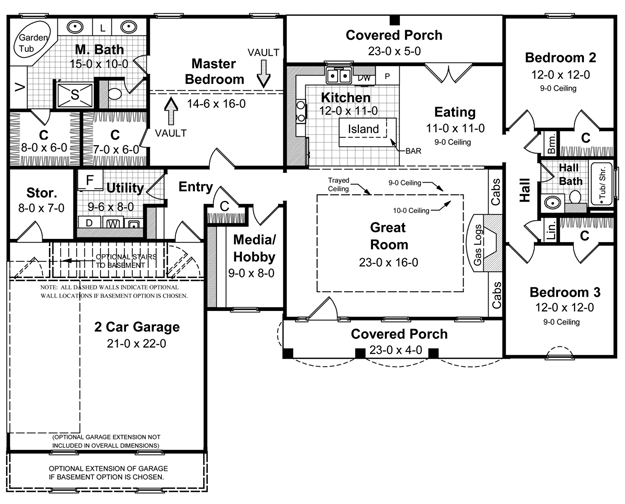 Garden
Tub
L
M. Bath
15-0 x 10-0
V
S
Master
Bedroom
14-6 x 16-0
VAULT
VAULT
C
8-0 x 6-0
C
7-0 x 6-0
Covered Porch
23-0 x 5-0
DW
P
Kitchen
12-0 x 11-0
Island
BAR
Eating
11-0 x 11-0
9-0 Ceiling
Bedroom 2
12-0 x 12-0
9-0 Ceiling
Brm.
C
Hall
Bath
Tub/ Shr.
Hall
Lin.
C
Bedroom 3
12-0 x 12-0
9-0 Ceiling
Stor.
8-0 x 7-0
F
Utility
9-6 x 8-0
D
W
Entry
C
Media/
Hobby
9-0 x 8-0
Trayed
Ceiling
9-0 Ceiling
10-0 Ceiling
Great
Room
23-0 x 16-0
Cabs
Gas Logs
Cabs
Covered Porch
23-0 x 4-0
OPTIONAL STAIRS
OF BASEMENT
NOTE: ALL DASHED WALLS INDICATE OPTIONAL
WALL LOCATIONS IF BASEMENT OPTION IS CHOSEN.
2 Car Garage
21-0 x 22-0
(OPTIONAL GARAGE EXTENSION NOT
INCLUDED IN OVERALL DIMENSIONS)
OPTIONAL EXTENSION OF GARAGE
IF BASEMENT OPTION IS CHOSEN.